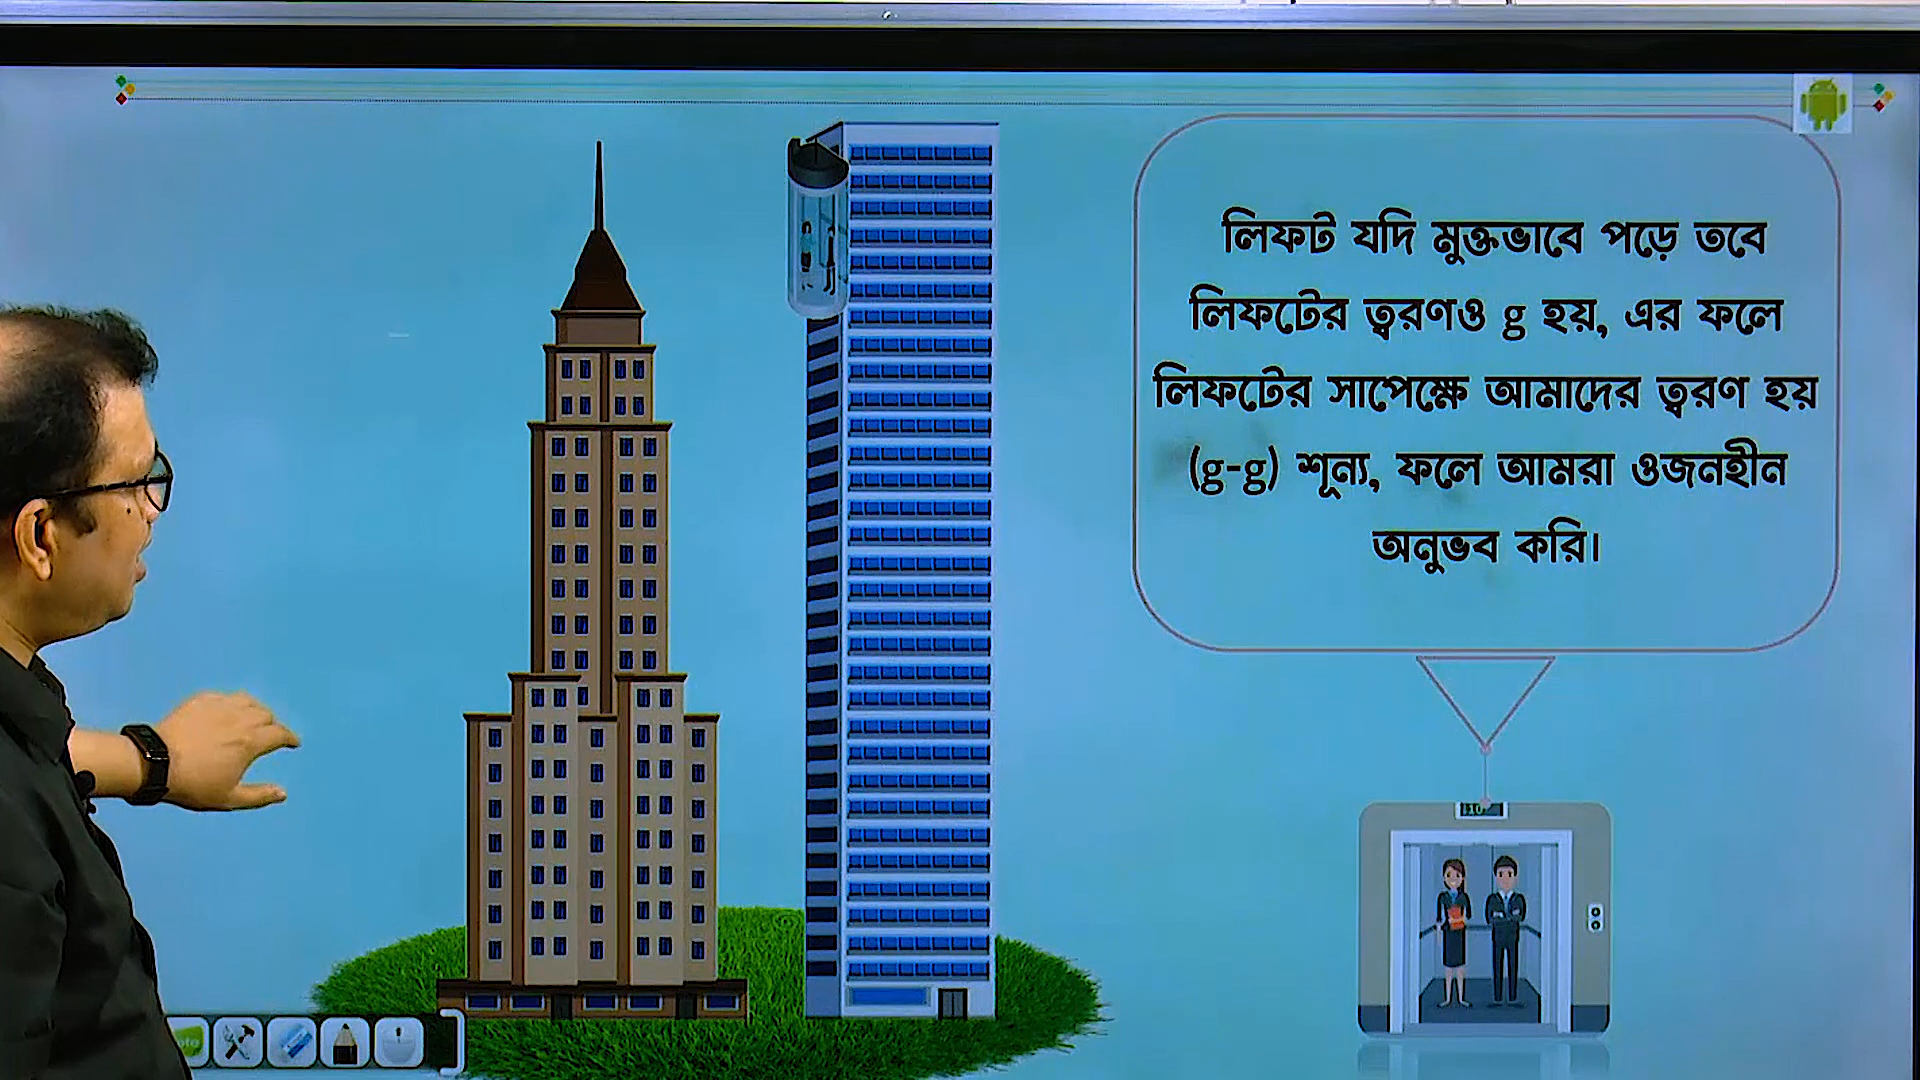 লিফট যদি মুক্তভাবে পড়ে তবে
লিফটের ত্বরণও g হয়, এর ফলে
লিফটের সাপেক্ষে আমাদের ত্বরণ হয়
(g-g) শূন্য, ফলে আমরা ওজনহীন
অনুভব করি।